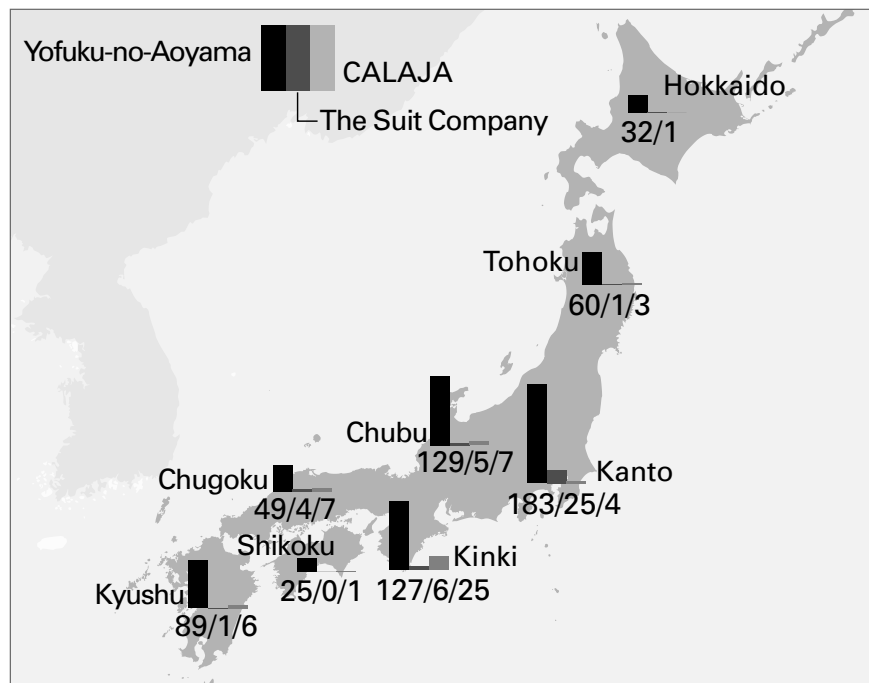 Yofuku-no-Aoyama
CALAJA
The Suit Company
Hokkaido
32/1
Tohoku
60/1/3
Chubu
129/5/7
Kanto
183/25/4
Chugoku
49/4/7
Shikoku
25/0/1
Kinki
127/6/25
Kyushu
89/1/6